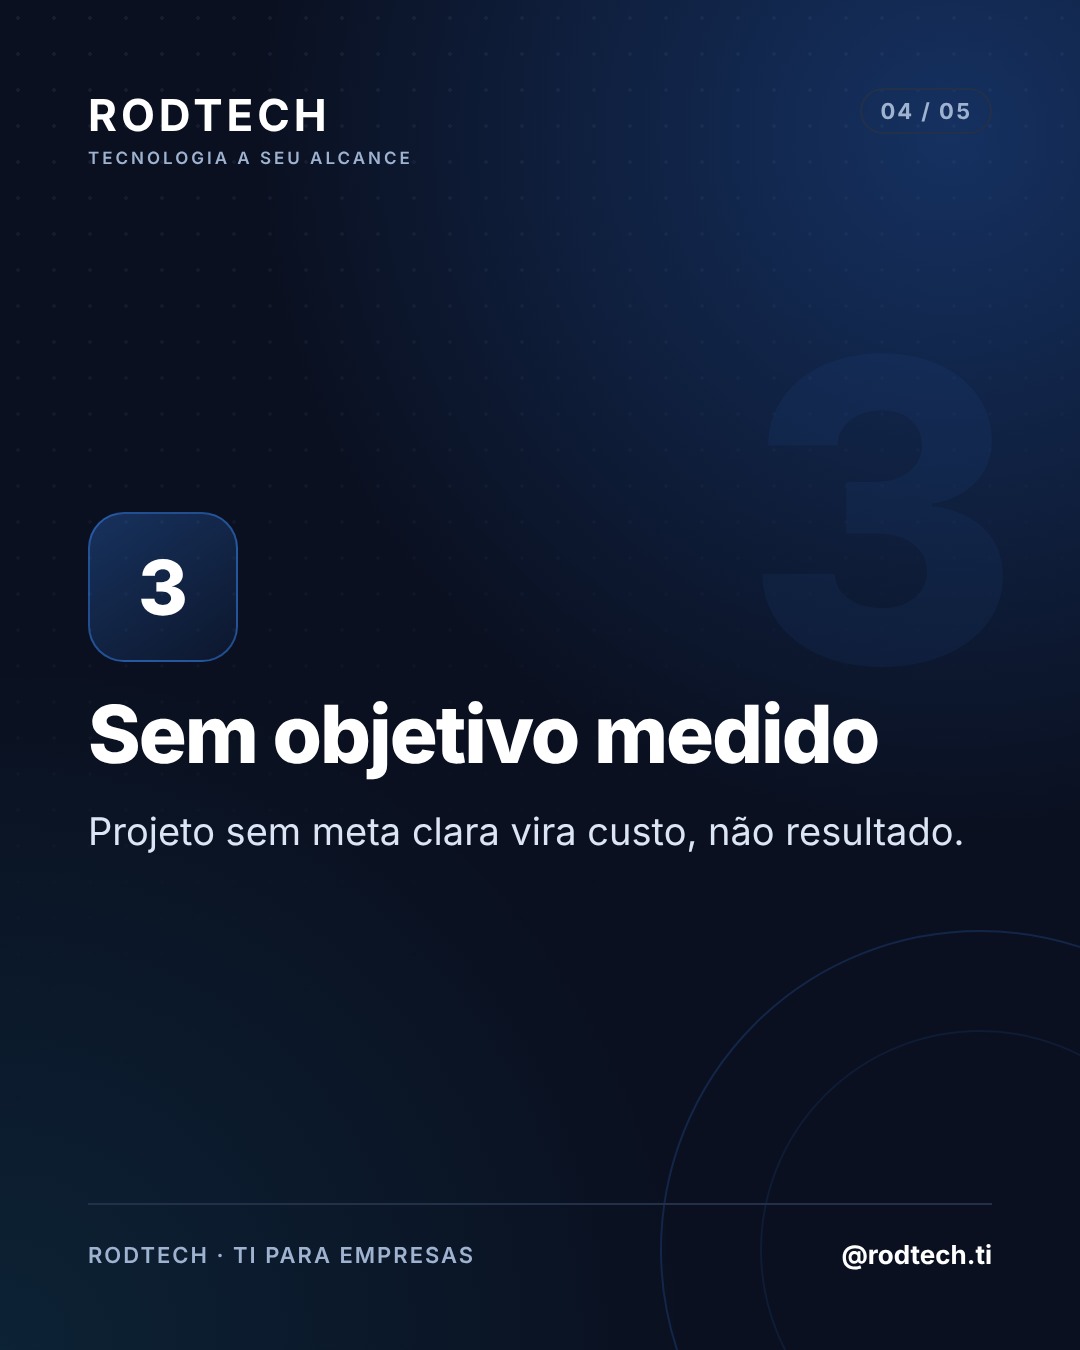 RODTECH
TECNOLOGIA A SEU ALCANCE
04 / 05
3
3
Sem objetivo medido
Projeto sem meta clara vira custo, não resultado.
RODTECH · TI PARA EMPRESAS
@rodtech.ti